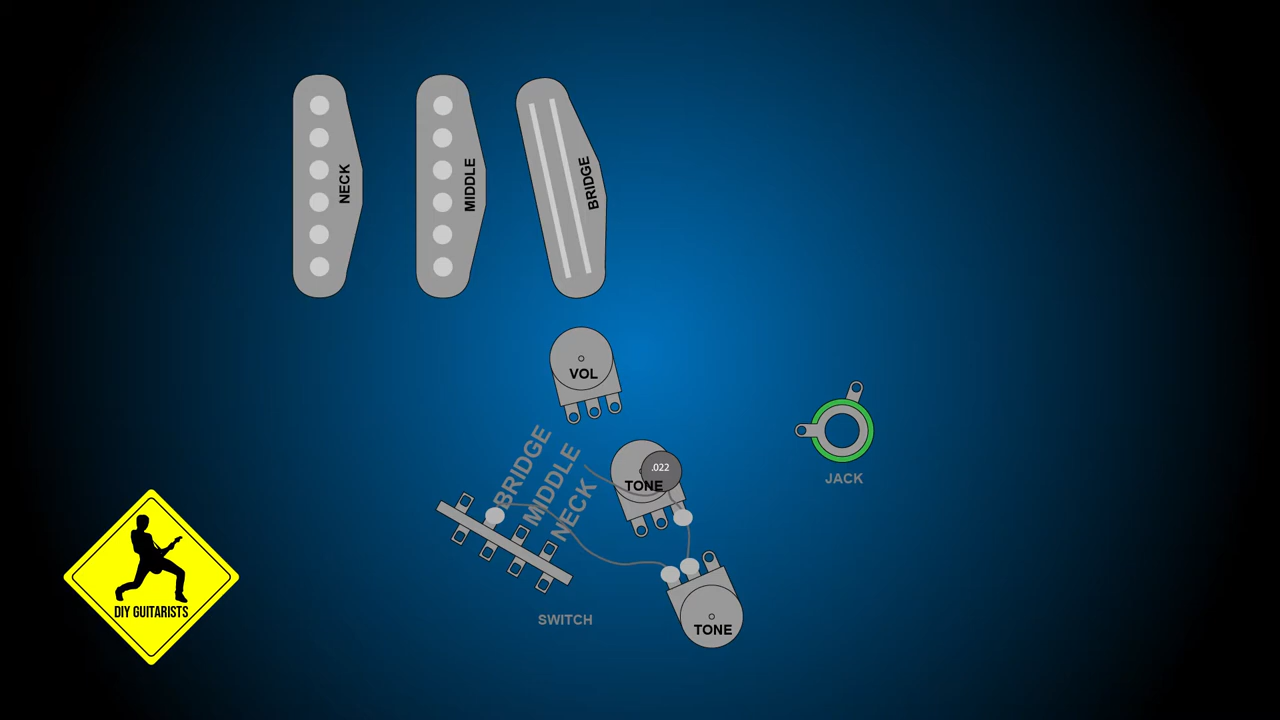 NECK
MIDDLE
BRIDGE
VOL
BRIDGE
MIDDLE
NECK
.022
TONE
JACK
DIY GUITARISTS
SWITCH
TONE